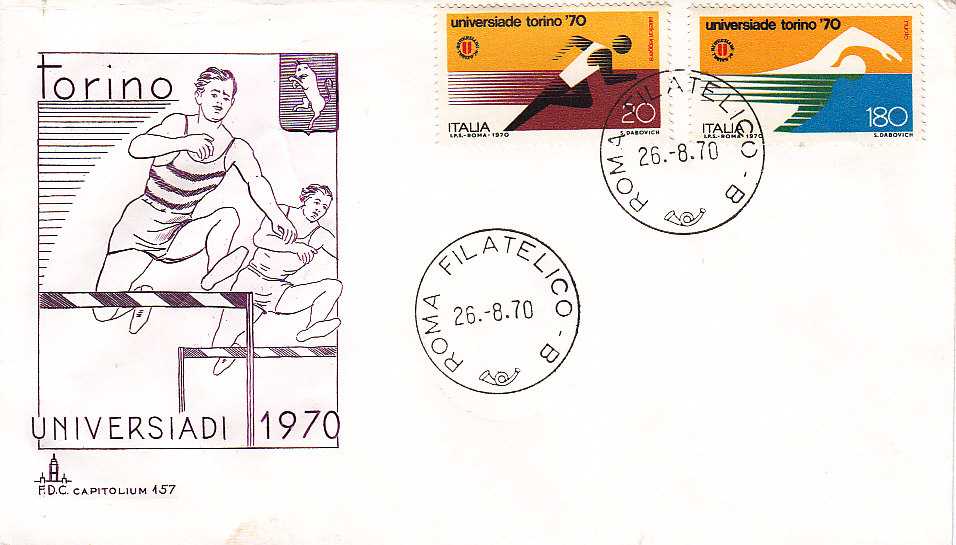 Torino
UNIVERSIADI 1970
F.D.C. CAPITOLIUM 157
universiade torino '70
20
ITALIA
I.P.S.-ROMA-1970
S. DABOVICH
universiade torino '70
nuoto
180
ITALIA
I.P.S.-ROMA-1970
S. DABOVICH
ROMA FILATELICO - B
26.-8.70
ROMA FILATELICO - B
26.-8.70